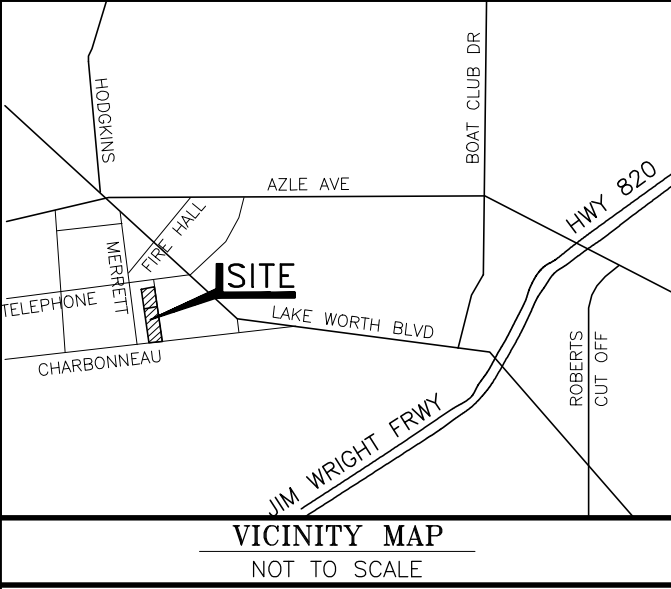 HODGKINS
BOAT CLUB DR
AZLE AVE
HWY 820
FIRE HALL
MERRETT
SITE
TELEPHONE
LAKE WORTH BLVD
CHARBONNEAU
ROBERTS
CUT OFF
JIM WRIGHT FRWY
VICINITY MAP
NOT TO SCALE